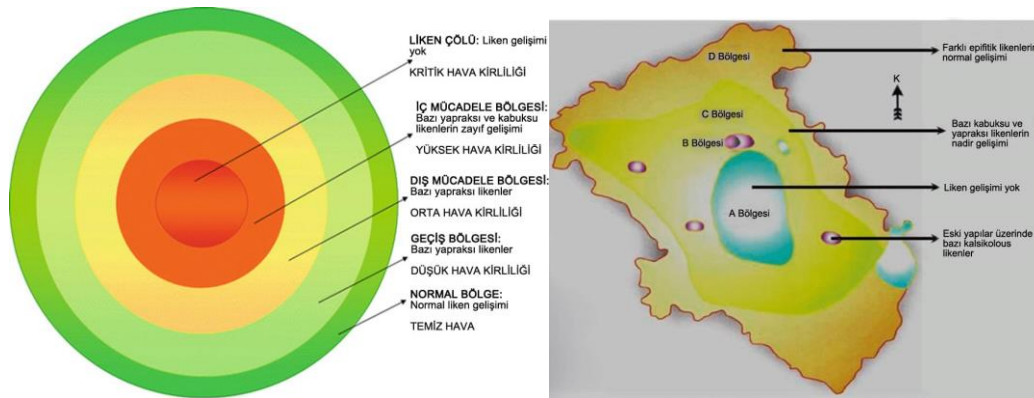 LİKEN ÇÖLÜ: Liken gelişimi
yok
KRİTİK HAVA KİRLİLİĞİ
İÇ MÜCADELE BÖLGESİ:
Bazı yapraksı ve kabuksu
likenlerin zayıf gelişimi
YÜKSEK HAVA KİRLİLİĞİ
DIŞ MÜCADELE BÖLGESİ:
Bazı yapraksı likenler
ORTA HAVA KİRLİLİĞİ
GEÇİŞ BÖLGESİ:
Bazı yapraksı likenler
DÜŞÜK HAVA KİRLİLİĞİ
NORMAL BÖLGE:
Normal liken gelişimi
TEMİZ HAVA
D Bölgesi
C Bölgesi
B Bölgesi
A Bölgesi
K
Farklı epifitik likenlerin
normal gelişimi
Bazı kabuksu ve
yapraksı likenlerin
nadir gelişimi
Liken gelişimi yok
Eski yapılar üzerinde
bazı kalsikolous
likenler